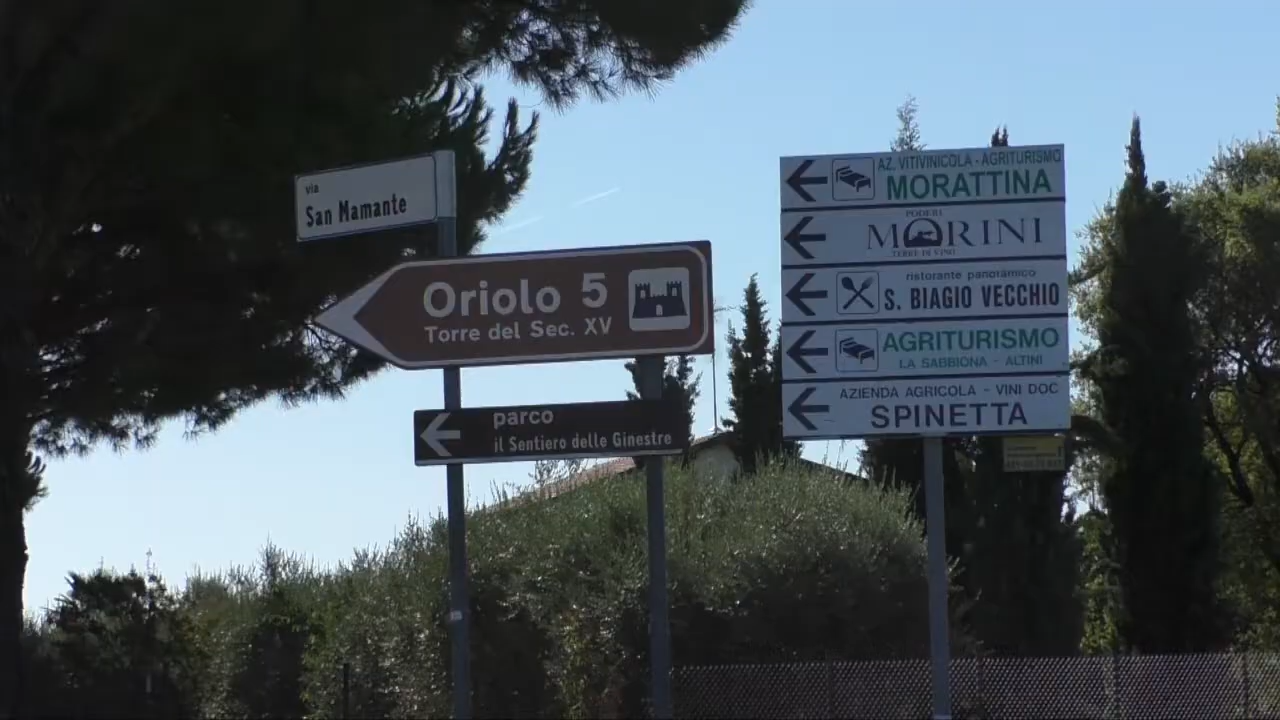 via
San Mamante
Oriolo 5
Torre del Sec. XV
parco
il Sentiero delle Ginestre
AZ. VITIVINICOLA - AGRITURISMO
MORATTINA
PODERI
MORINI
TERRE DI VINO
ristorante panoràmico
S. BIAGIO VECCHIO
AGRITURISMO
LA SABBIONA - ALTINI
AZIENDA AGRICOLA - VINI DOC
SPINETTA